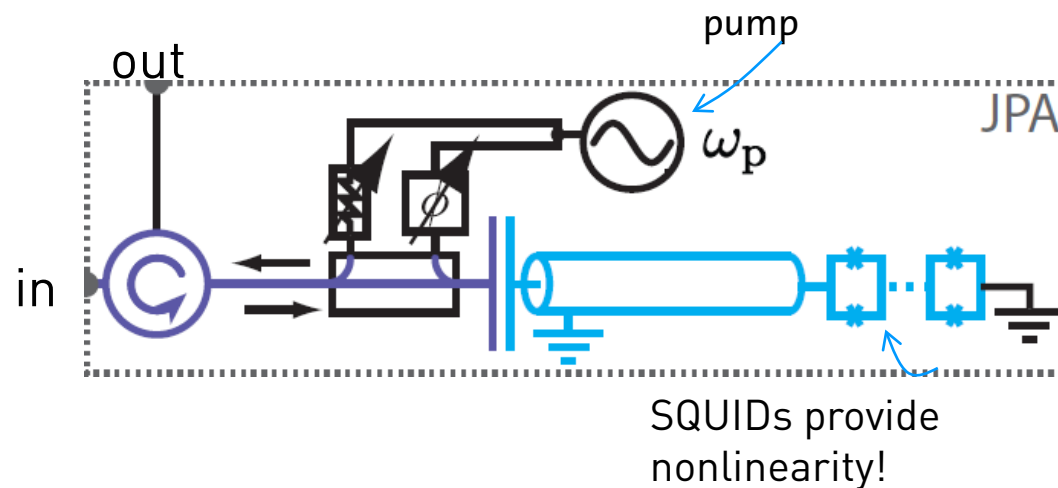 pump
out
JPA
ωp
ϕ
in
SQUIDs provide
nonlinearity!